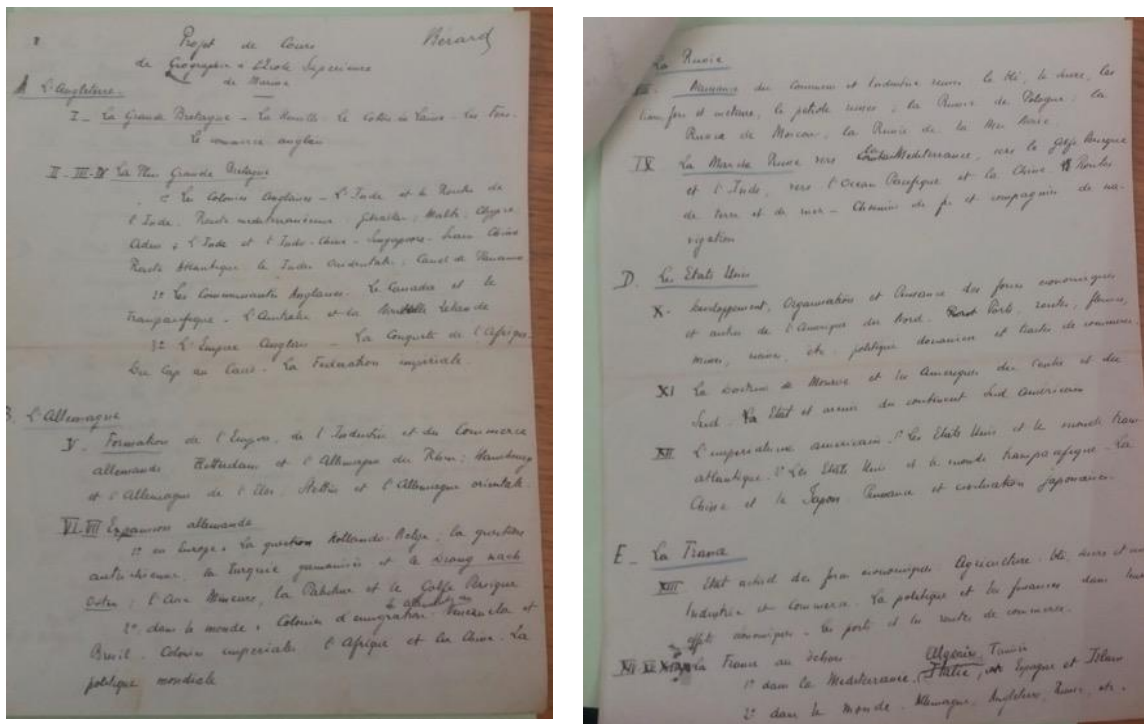 Projet de Cours
Bérard
de Géographie à l'Ecole Supérieure
de Marine
A L'Angleterre.
I_ La Grande Bretagne - La Houille. Le Coton. La Laine - Les Fers.
Le commerce anglais
II - III - IV La Plus Grande Bretagne
1° Les Colonies Anglaises - L'Inde et la Route de
l'Inde. Route méditerranéenne: Gibraltar, Malte, Chypre
Aden; L'Inde et l'Indo-Chine - Singapoore -
Route Atlantique: les Indes Occidentales; Canal de Panama
2° Les Communautés Anglaises. Le Canada et le
Transpacifique - L'Australie et la Nouvelle Zélande
3° L'Empire Anglais - La Conquête de l'Afrique.
Du Cap au Caire - La Fédération impériale.
B. L'Allemagne
V. Formation de l'Empire, de l'Industrie et du Commerce
allemands. Rotterdam et l'Allemagne du Rhin; Hambourg
et l'Allemagne de l'Elbe; Stettin et l'Allemagne orientale
VI-VII Expansion allemande
1° en Europe. La question Hollando-Belge; la question
autrichienne; la Turquie germanisée et le Drang nach
Osten; l'Asie Mineure, la Palestine et le Golfe Persique
2° dans le monde. Colonies d'émigration. Venezuela et
Brésil. Colonies impériales: l'Afrique et la Chine. La
politique mondiale
La Russie
Naissance du Commerce et Industrie russes: le blé, le sucre, les
fers et métaux, le pétrole russes; la Russie de Pologne; la
Russie de Moscou; la Russie de la Mer Noire
IX La Marche Russe vers la Méditerranée, vers le golfe Persique
et l'Inde, vers l'Océan Pacifique et la Chine. Routes
de terre et de mer - Chemins de fer et compagnies de na-
vigation
D. Les Etats Unis
X. Développement, Organisation et Puissance des forces économiques
et autres de l'Amérique du Nord. Ports, routes, fleuves,
mines, usines, etc. politique douanière et traités de commerce
XI La Doctrine de Monroe et les Amériques du Centre et du
Sud. Etat et avenir du continent Sud Américain
XII L'impérialisme américain. 1° Les Etats Unis et le monde trans-
atlantique. 2° Les Etats Unis et le monde transpacifique. La
Chine et le Japon. Puissance et civilisation japonaises.
E_ La France
XIII Etat actuel des forces économiques. Agriculture: blé, sucre et vin
Industrie et Commerce. La politique et les finances dans leurs
effets économiques. Les ports et les routes de commerce.
La France au dehors.
1° dans la Méditerranée. Algérie, Tunisie
Italie, Espagne et Islam
2° dans le monde. Allemagne, Angleterre, Russie, etc.